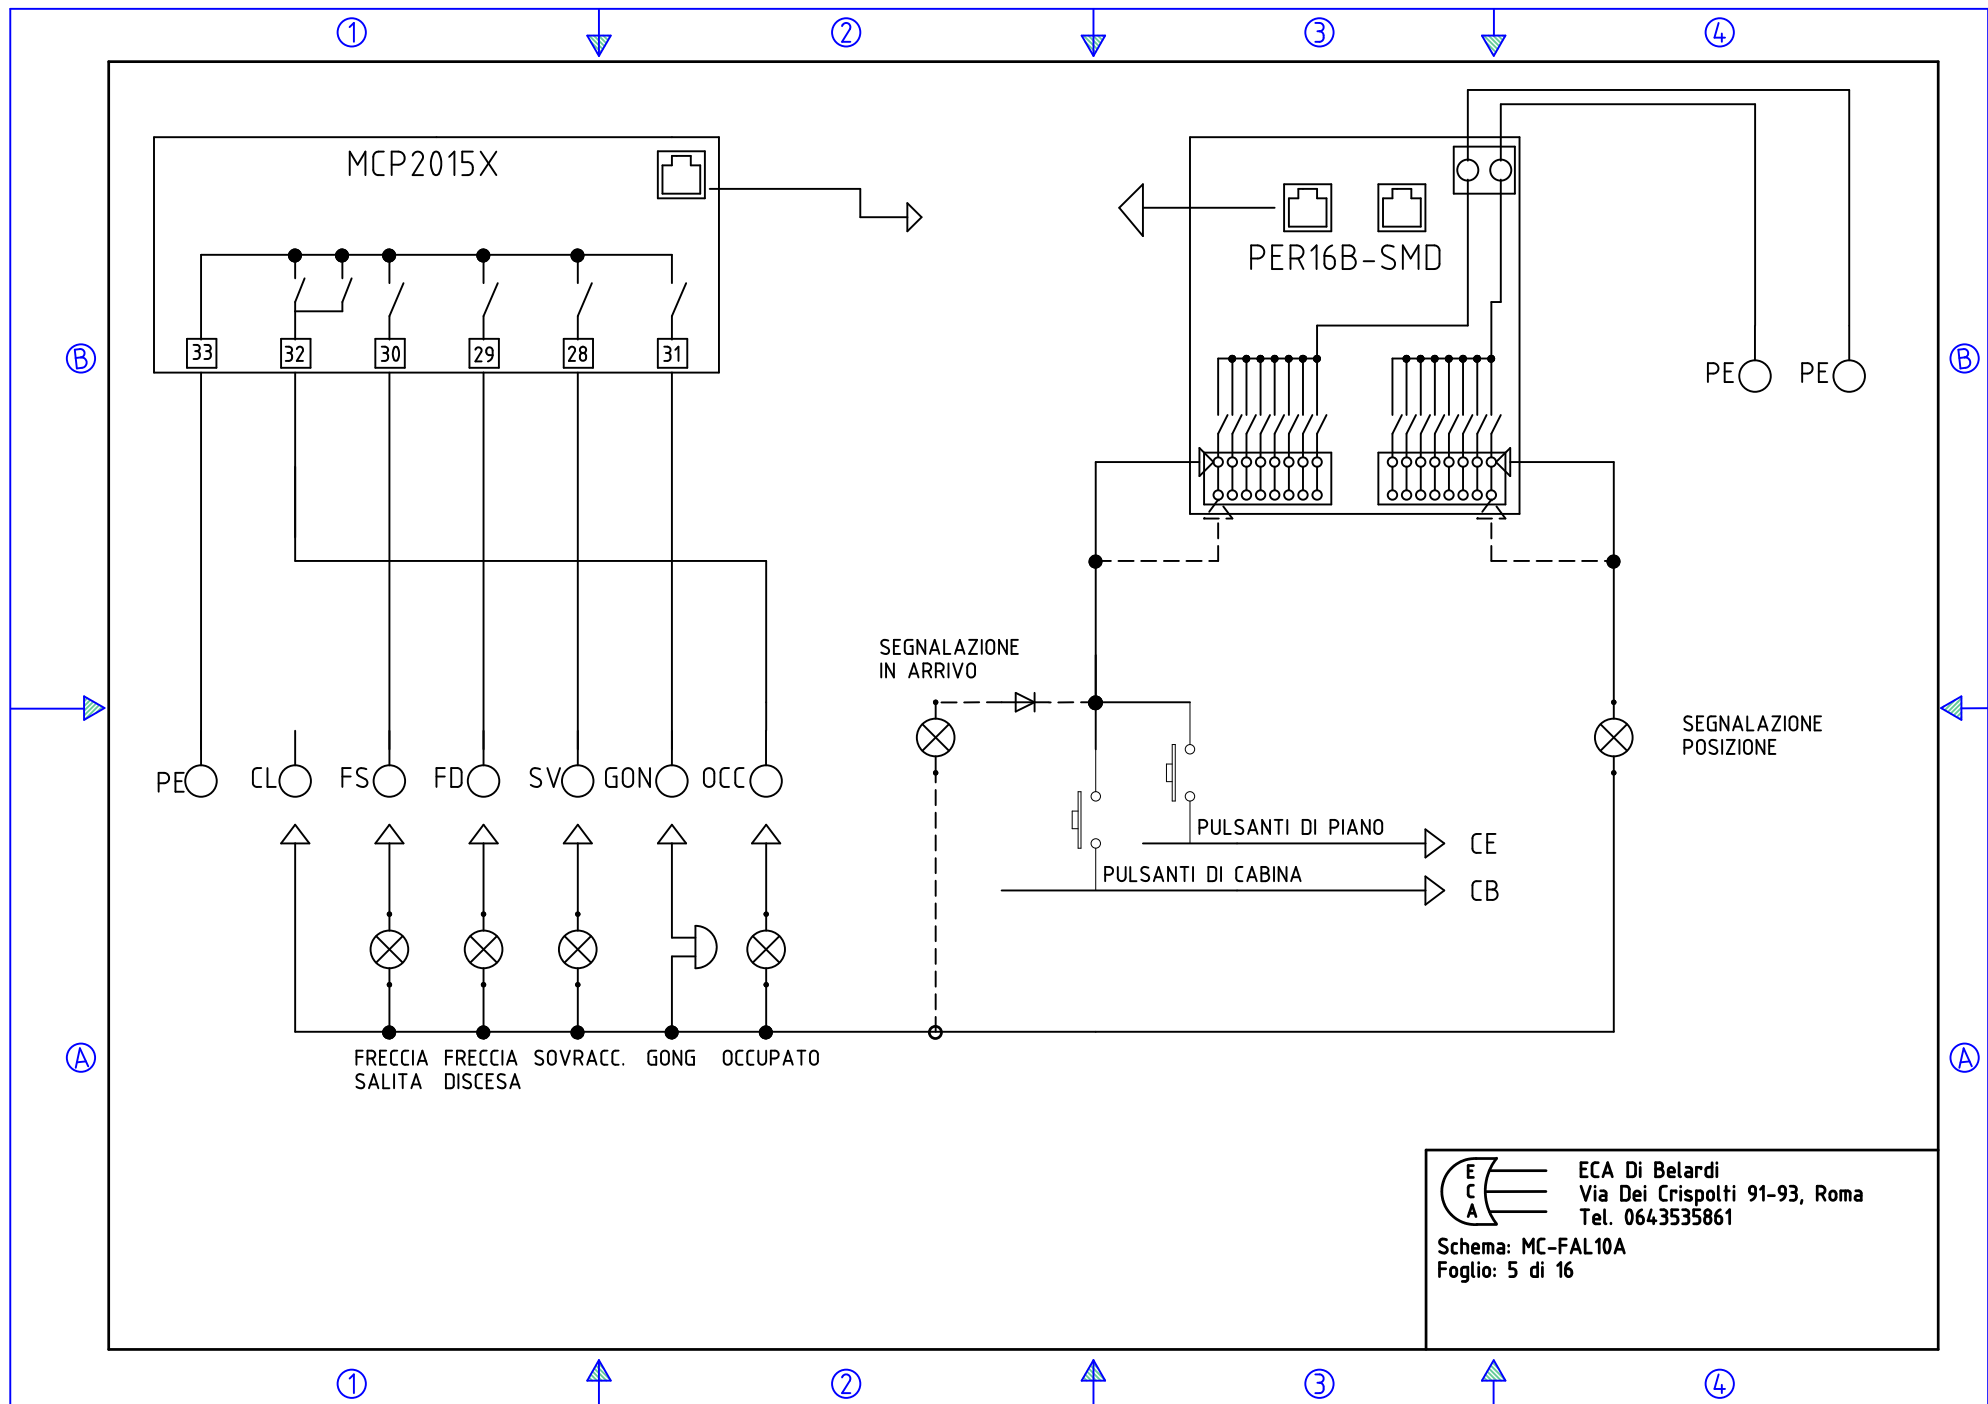 1 2 3 4
MCP2015X
PER16B-SMD
33 32 30 29 28 31
B
B
PE PE
SEGNALAZIONE
IN ARRIVO
SEGNALAZIONE
POSIZIONE
PE CL FS FD SV GON OCC
PULSANTI DI PIANO CE
PULSANTI DI CABINA CB
A
A
FRECCIA
SALITA
FRECCIA
DISCESA
SOVRACC.
GONG
OCCUPATO
E
C
A
ECA Di Belardi
Via Dei Crispolti 91-93, Roma
Tel. 0643535861
Schema: MC-FAL10A
Foglio: 5 di 16
1 2 3 4